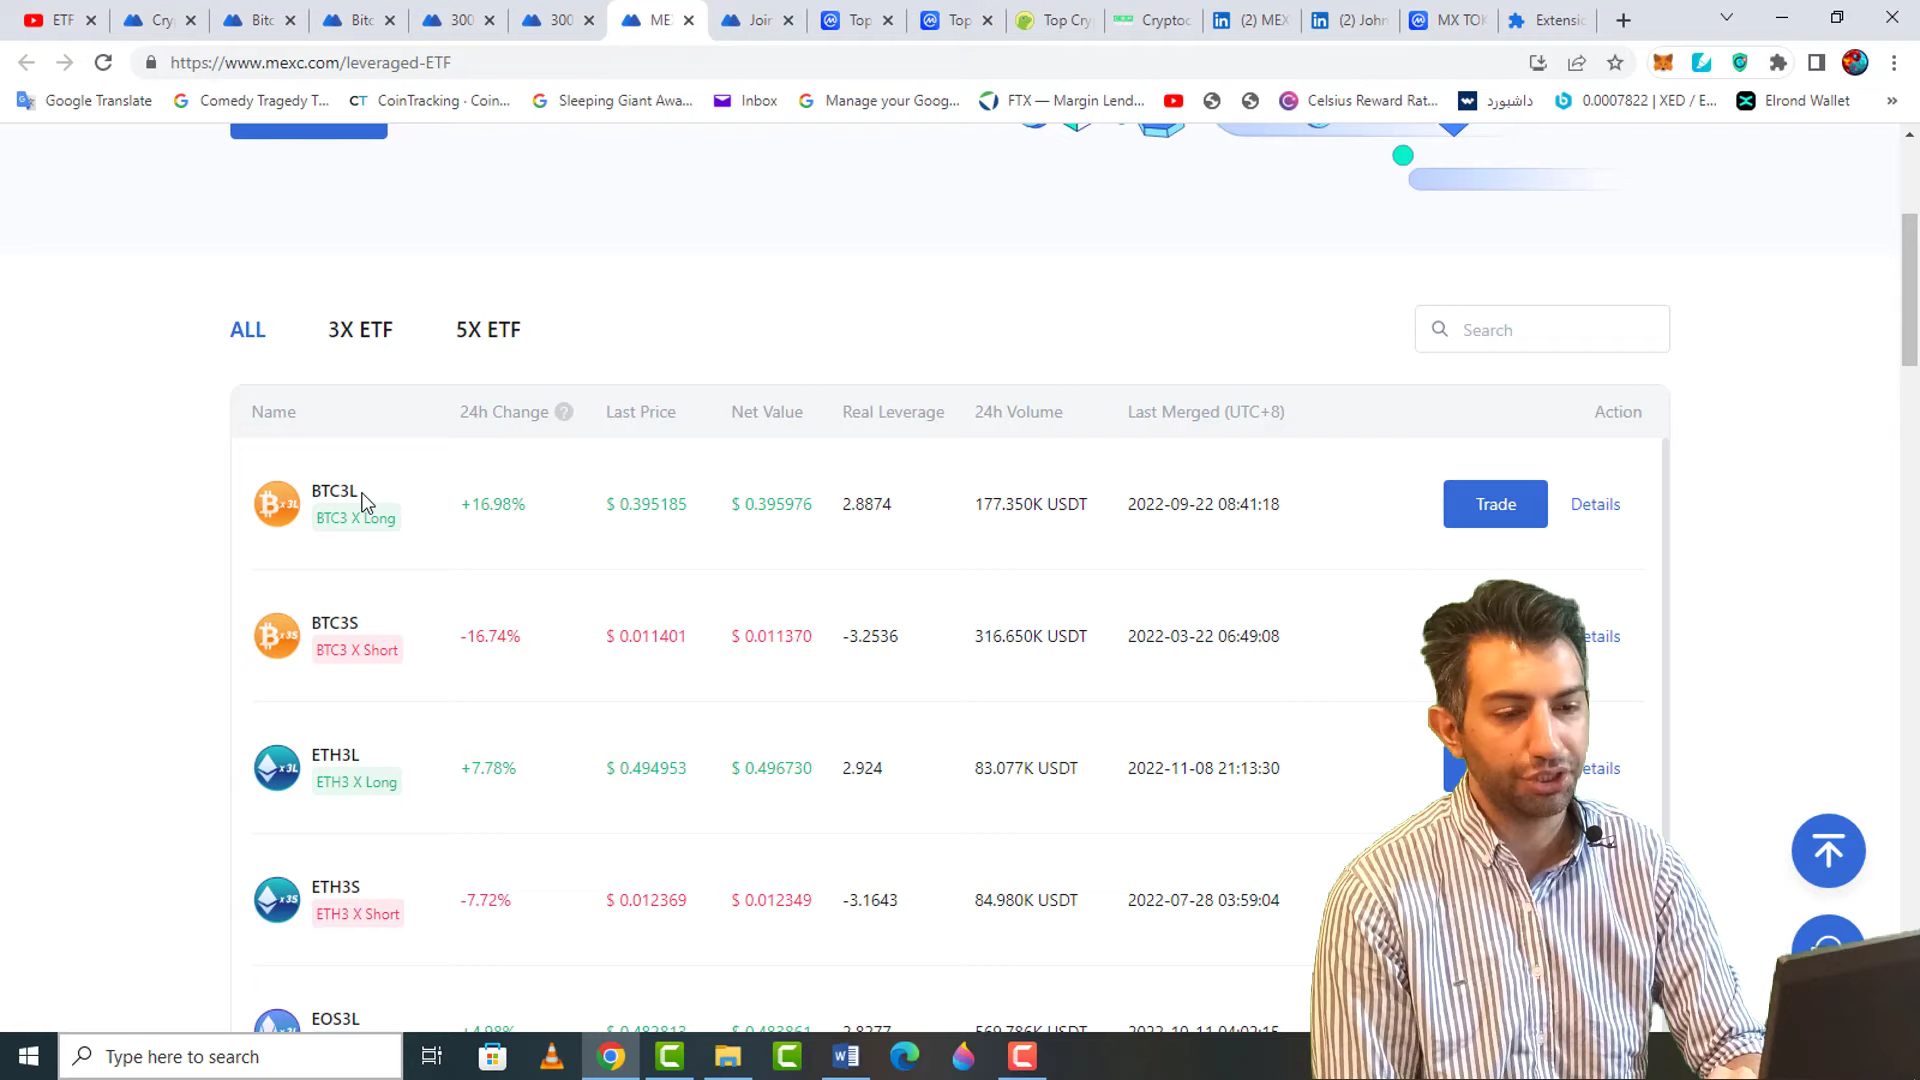 ETF
Cry
Bitc
Bitc
300
300
ME
Join
Top
Top
Top Cry
Cryptoc
(2) MEX
(2) John
MX TOK
Extensio
https://www.mexc.com/leveraged-ETF
Google Translate
Comedy Tragedy T...
CT CoinTracking · Coin...
Sleeping Giant Awa...
Inbox
Manage your Goog...
FTX — Margin Lend...
Celsius Reward Rat...
داشبورد
0.0007822 | XED / E...
Elrond Wallet
ALL 3X ETF 5X ETF
Search
Name 24h Change Last Price Net Value Real Leverage 24h Volume Last Merged (UTC+8) Action
BTC3L
BTC3 X Long
+16.98% $ 0.395185 $ 0.395976 2.8874 177.350K USDT 2022-09-22 08:41:18 Trade Details
BTC3S
BTC3 X Short
-16.74% $ 0.011401 $ 0.011370 -3.2536 316.650K USDT 2022-03-22 06:49:08 etails
ETH3L
ETH3 X Long
+7.78% $ 0.494953 $ 0.496730 2.924 83.077K USDT 2022-11-08 21:13:30 etails
ETH3S
ETH3 X Short
-7.72% $ 0.012369 $ 0.012349 -3.1643 84.980K USDT 2022-07-28 03:59:04
EOS3L
Type here to search